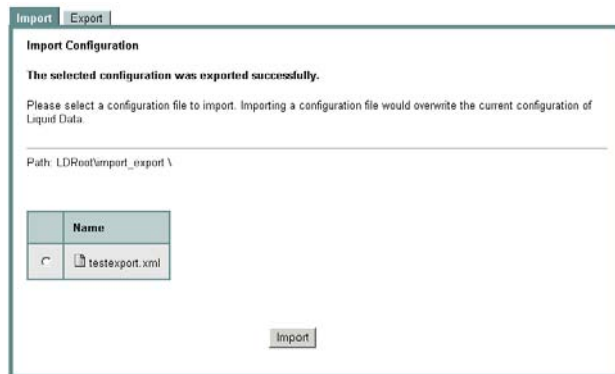 Import Export
Import Configuration
The selected configuration was exported successfully.
Please select a configuration file to import. Importing a configuration file would overwrite the current configuration of
Liquid Data.
Path: LDRoot\import_export \
Name
testexport.xml
Import